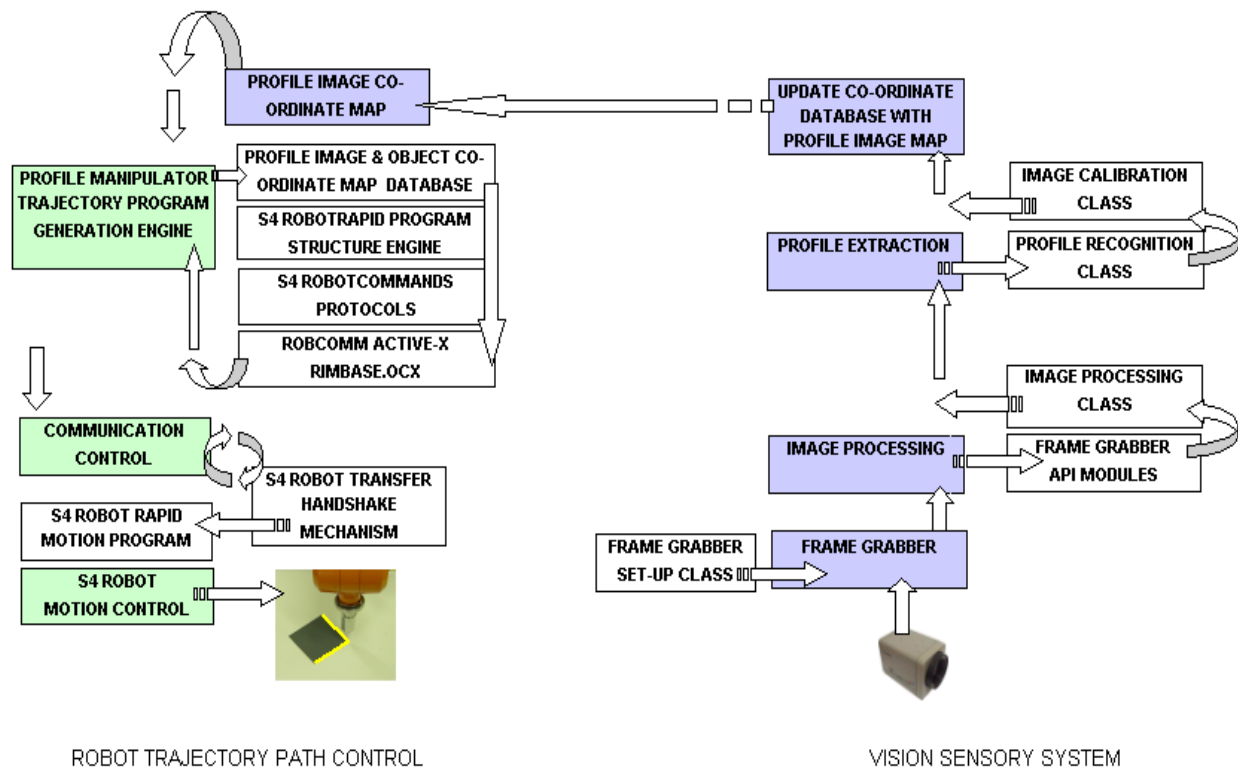 PROFILE IMAGE CO-
ORDINATE MAP
UPDATE CO-ORDINATE
DATABASE WITH
PROFILE IMAGE MAP
PROFILE MANIPULATOR
TRAJECTORY PROGRAM
GENERATION ENGINE
PROFILE IMAGE & OBJECT CO-
ORDINATE MAP DATABASE
S4 ROBOTRAPID PROGRAM
STRUCTURE ENGINE
S4 ROBOTCOMMANDS
PROTOCOLS
ROBCOMM ACTIVE-X
RIMBASE.OCX
IMAGE CALIBRATION
CLASS
PROFILE EXTRACTION
PROFILE RECOGNITION
CLASS
IMAGE PROCESSING
CLASS
IMAGE PROCESSING
FRAME GRABBER
API MODULES
COMMUNICATION
CONTROL
S4 ROBOT TRANSFER
HANDSHAKE
MECHANISM
S4 ROBOT RAPID
MOTION PROGRAM
S4 ROBOT
MOTION CONTROL
FRAME GRABBER
SET-UP CLASS
FRAME GRABBER
ROBOT TRAJECTORY PATH CONTROL
VISION SENSORY SYSTEM